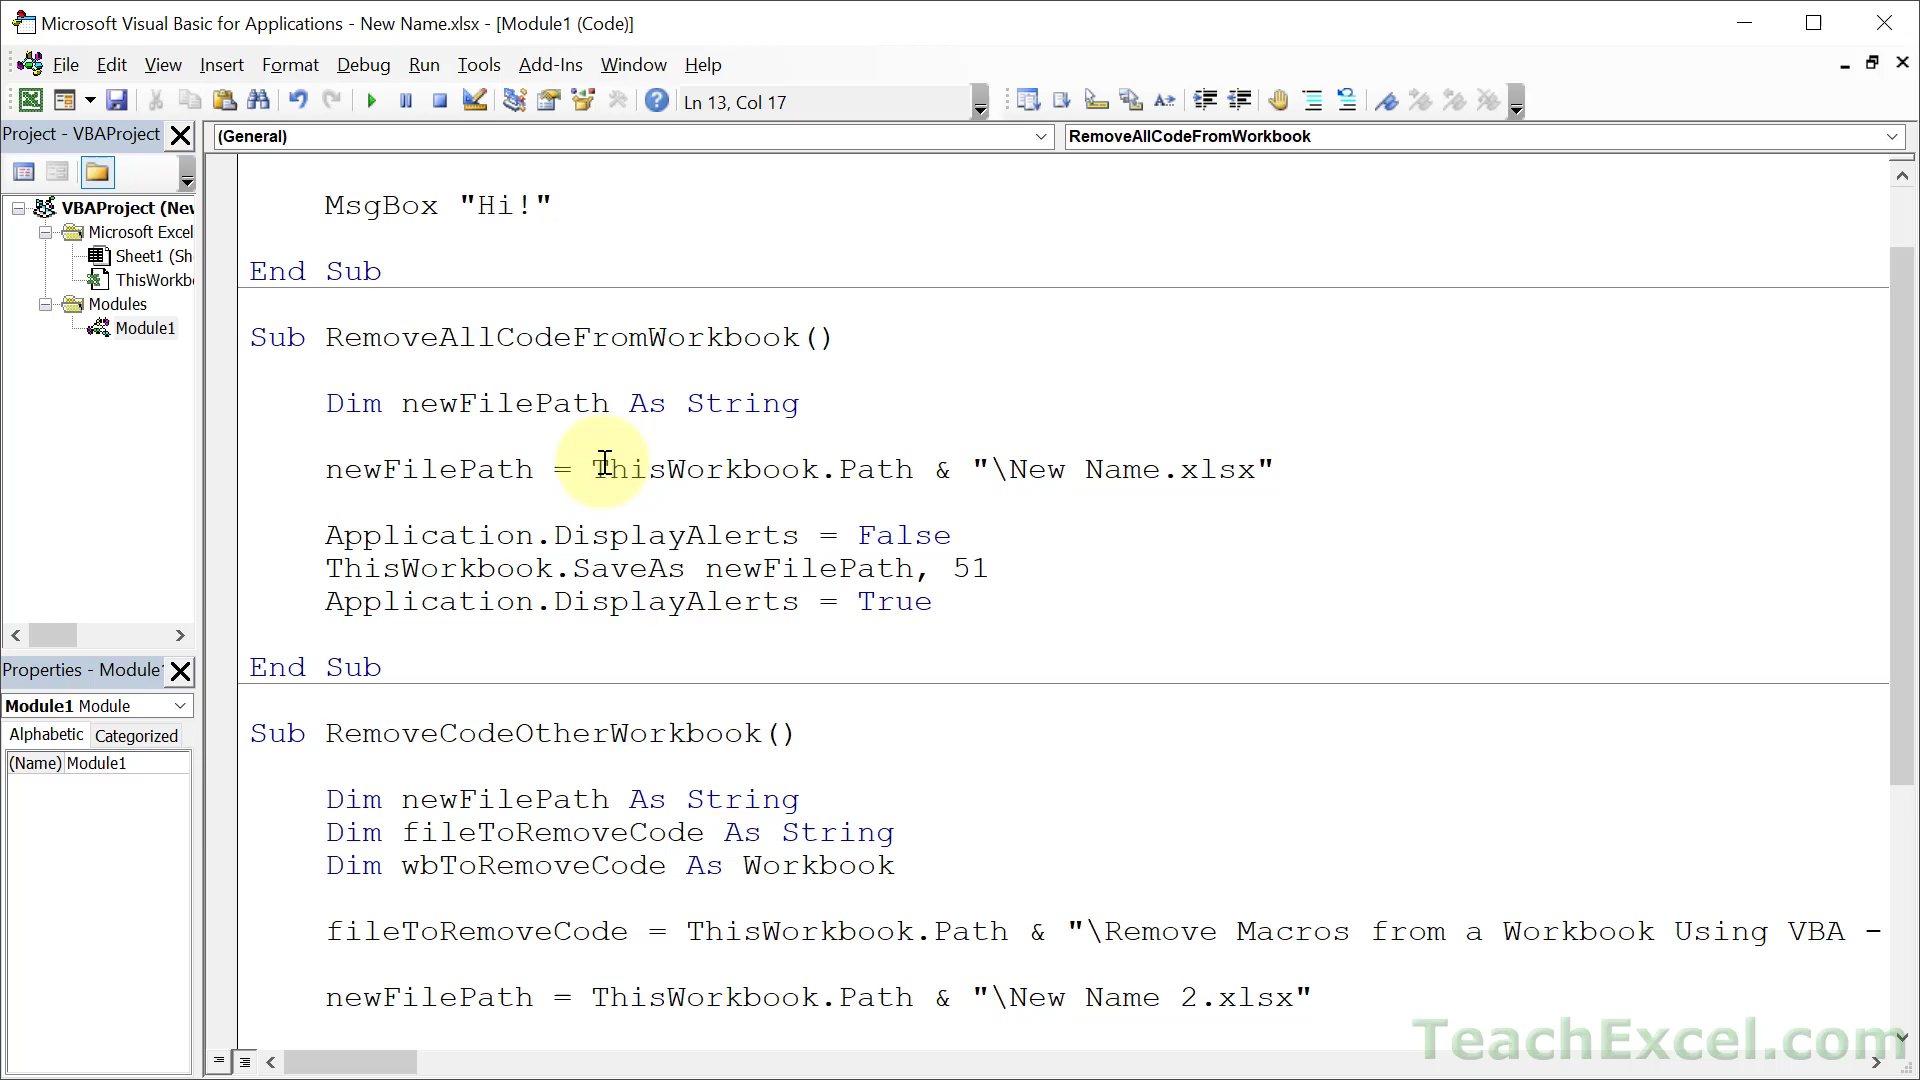 Microsoft Visual Basic for Applications - New Name.xlsx - [Module1 (Code)]
File Edit View Insert Format Debug Run Tools Add-Ins Window Help
Ln 13, Col 17
Project - VBAProject
(General)
RemoveAllCodeFromWorkbook
VBAProject (New
Microsoft Excel
Sheet1 (Sh
ThisWorkb
Modules
Module1
Properties - Module
Module1 Module
Alphabetic Categorized
(Name) Module1
MsgBox "Hi!"
End Sub
Sub RemoveAllCodeFromWorkbook()
Dim newFilePath As String
newFilePath = ThisWorkbook.Path & "\New Name.xlsx"
Application.DisplayAlerts = False
ThisWorkbook.SaveAs newFilePath, 51
Application.DisplayAlerts = True
End Sub
Sub RemoveCodeOtherWorkbook()
Dim newFilePath As String
Dim fileToRemoveCode As String
Dim wbToRemoveCode As Workbook
fileToRemoveCode = ThisWorkbook.Path & "\Remove Macros from a Workbook Using VBA -
newFilePath = ThisWorkbook.Path & "\New Name 2.xlsx"
TeachExcel.com